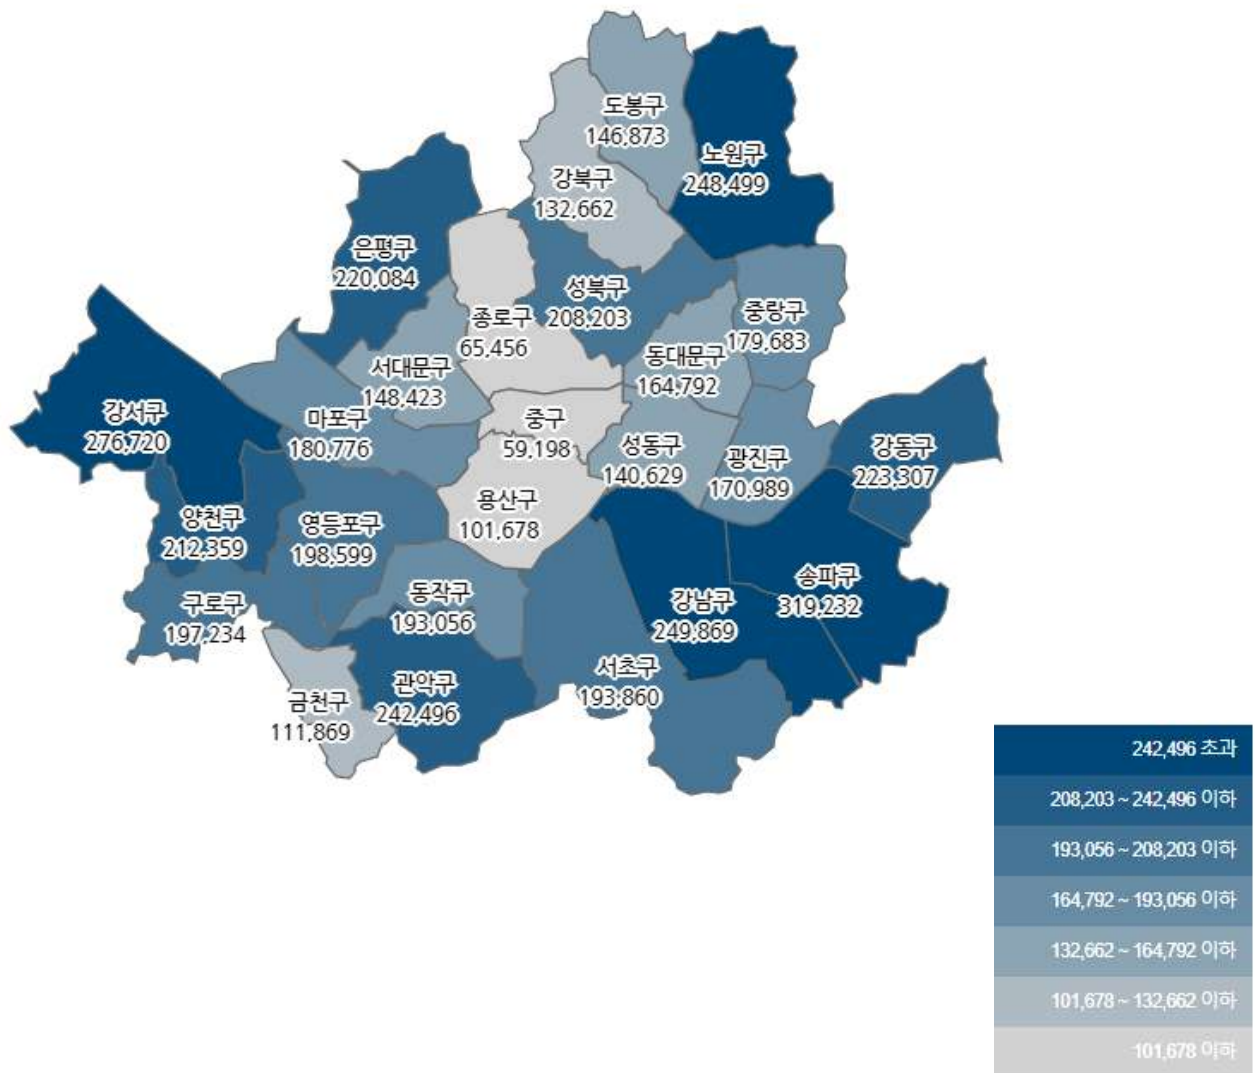 도봉구
146,873
노원구
248,499
강북구
132,662
은평구
220,084
성북구
208,203
종로구
65,456
중랑구
179,683
동대문구
164,792
서대문구
148,423
강서구
276,720
마포구
180,776
중구
59,198
성동구
140,629
광진구
170,989
강동구
223,307
양천구
212,359
영등포구
198,599
용산구
101,678
구로구
197,234
동작구
193,056
강남구
249,869
송파구
319,232
금천구
111,869
관악구
242,496
서초구
193,860
242,496 초과
208,203 ~ 242,496 이하
193,056 ~ 208,203 이하
164,792 ~ 193,056 이하
132,662 ~ 164,792 이하
101,678 ~ 132,662 이하
101,678 이하